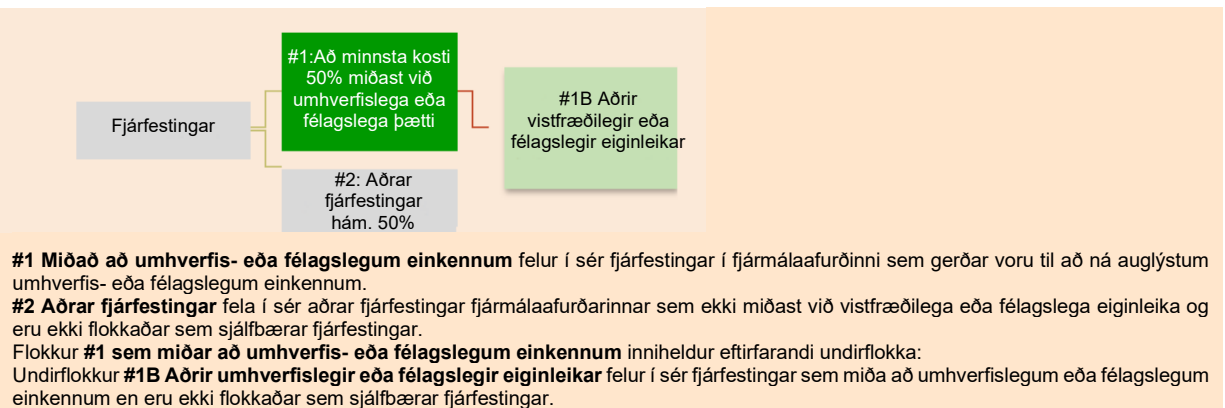 #1:Að minnsta kosti
50% miðast við
umhverfislega eða
félagslega þætti
Fjárfestingar
#1B Aðrir
vistfræðilegir eða
félagslegir eiginleikar
#2: Aðrar
fjárfestingar
hám. 50%
#1 Miðað að umhverfis- eða félagslegum einkennum felur í sér fjárfestingar í fjármálaafurðinni sem gerðar voru til að ná auglýstum
umhverfis- eða félagslegum einkennum.
#2 Aðrar fjárfestingar fela í sér aðrar fjárfestingar fjármálaafurðarinnar sem ekki miðast við vistfræðilega eða félagslega eiginleika og
eru ekki flokkaðar sem sjálfbærar fjárfestingar.
Flokkur #1 sem miðar að umhverfis- eða félagslegum einkennum inniheldur eftirfarandi undirflokka:
Undirflokkur #1B Aðrir umhverfislegir eða félagslegir eiginleikar felur í sér fjárfestingar sem miða að umhverfislegum eða félagslegum
einkennum en eru ekki flokkaðar sem sjálfbærar fjárfestingar.